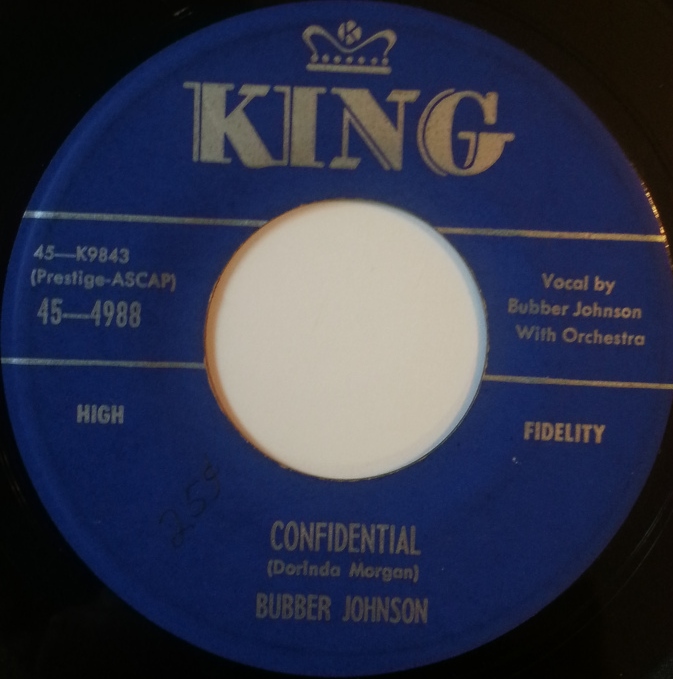 K
KING
45—K9843
(Prestige-ASCAP)
45—4988
Vocal by
Bubber Johnson
With Orchestra
HIGH
FIDELITY
255
CONFIDENTIAL
(Dorinda Morgan)
BUBBER JOHNSON